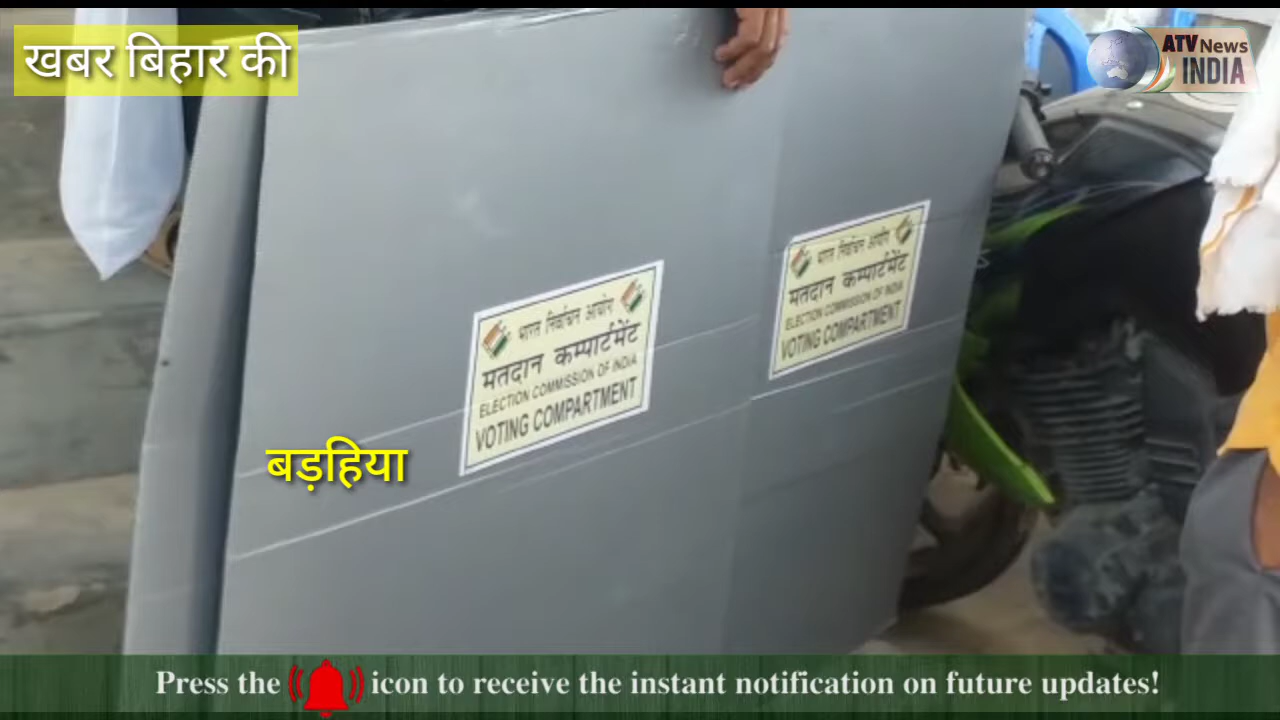 खबर बिहार की
ATV News
INDIA
भारत निर्वाचन आयोग
मतदान कम्पार्टमेंट
ELECTION COMMISSION OF INDIA
VOTING COMPARTMENT
भारत निर्वाचन आयोग
मतदान कम्पार्टमेंट
ELECTION COMMISSION OF INDIA
VOTING COMPARTMENT
बड़हिया
Press the icon to receive the instant notification on future updates!